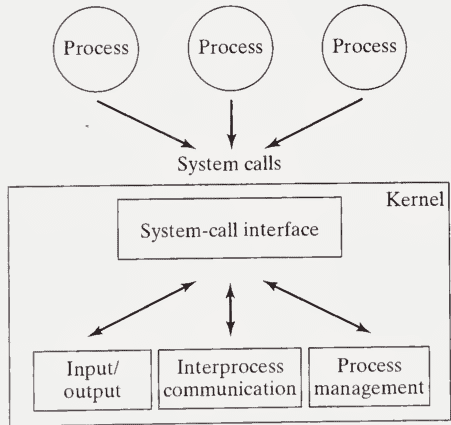 Process Process Process
System calls
Kernel
System-call interface
Input/
output
Interprocess
communication
Process
management